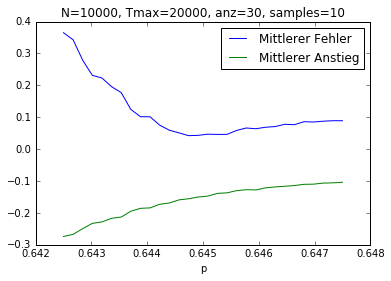 N=10000, Tmax=20000, anz=30, samples=10
0.4
0.3
0.2
0.1
0.0
−0.1
−0.2
−0.3
Mittlerer Fehler
Mittlerer Anstieg
0.642 0.643 0.644 0.645 0.646 0.647 0.648
p